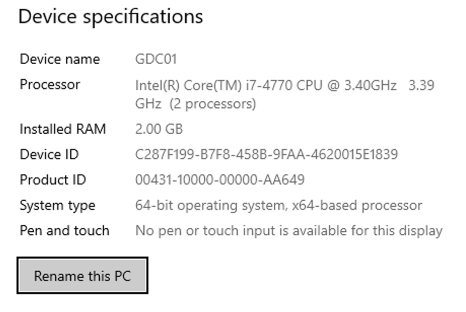 Device specifications
Device name GDC01
Processor Intel(R) Core(TM) i7-4770 CPU @ 3.40GHz 3.39
GHz (2 processors)
Installed RAM 2.00 GB
Device ID C287F199-B7F8-458B-9FAA-4620015E1839
Product ID 00431-10000-00000-AA649
System type 64-bit operating system, x64-based processor
Pen and touch No pen or touch input is available for this display
Rename this PC